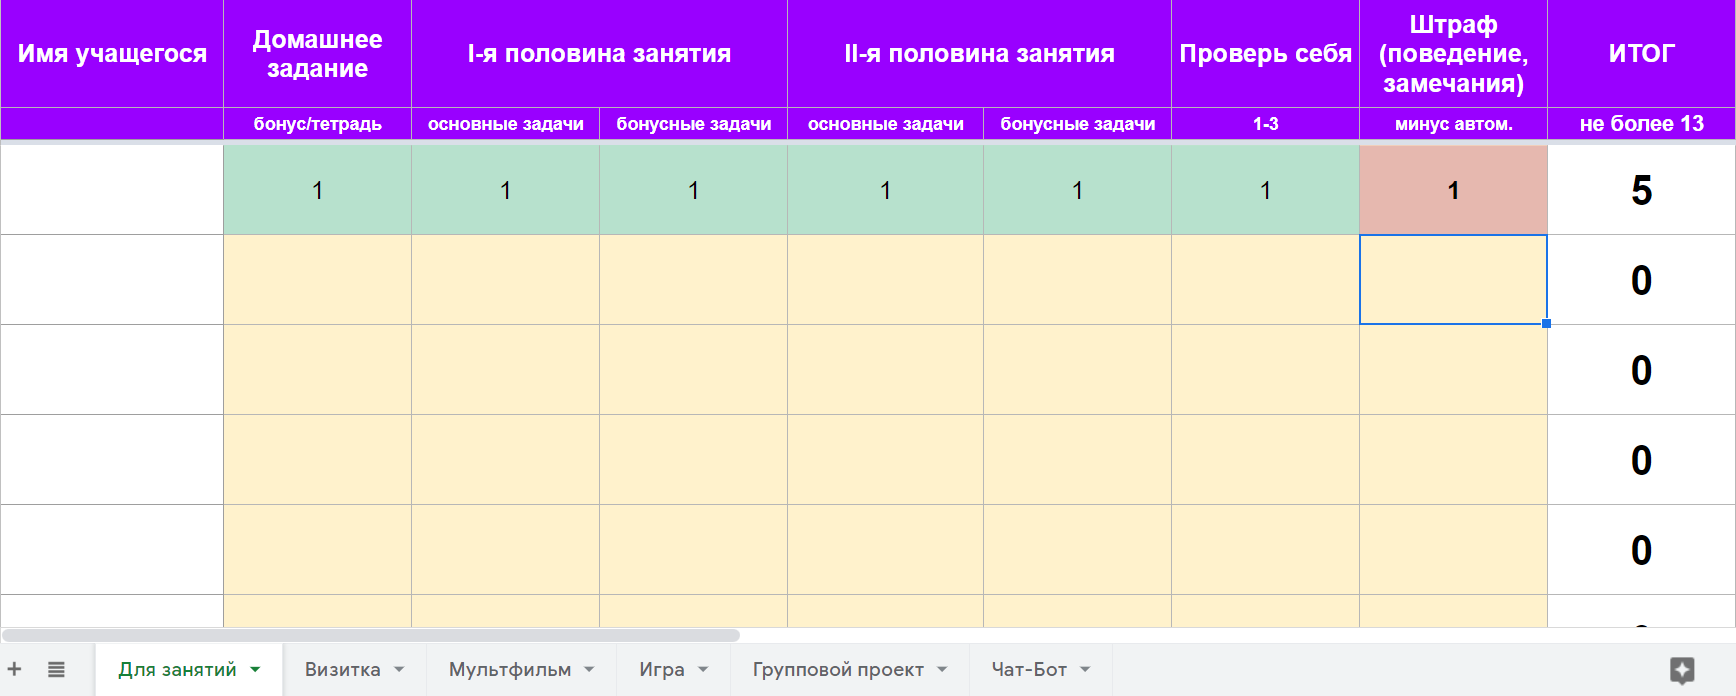 Имя учащегося
Домашнее
задание
I-я половина занятия
II-я половина занятия
Проверь себя
Штраф
(поведение,
замечания)
ИТОГ
бонус/тетрадь
основные задачи
бонусные задачи
основные задачи
бонусные задачи
1-3
минус автом.
не более 13
1
1
1
1
1
1
1
5
0
0
0
0
Для занятий
Визитка
Мультфильм
Игра
Групповой проект
Чат-Бот